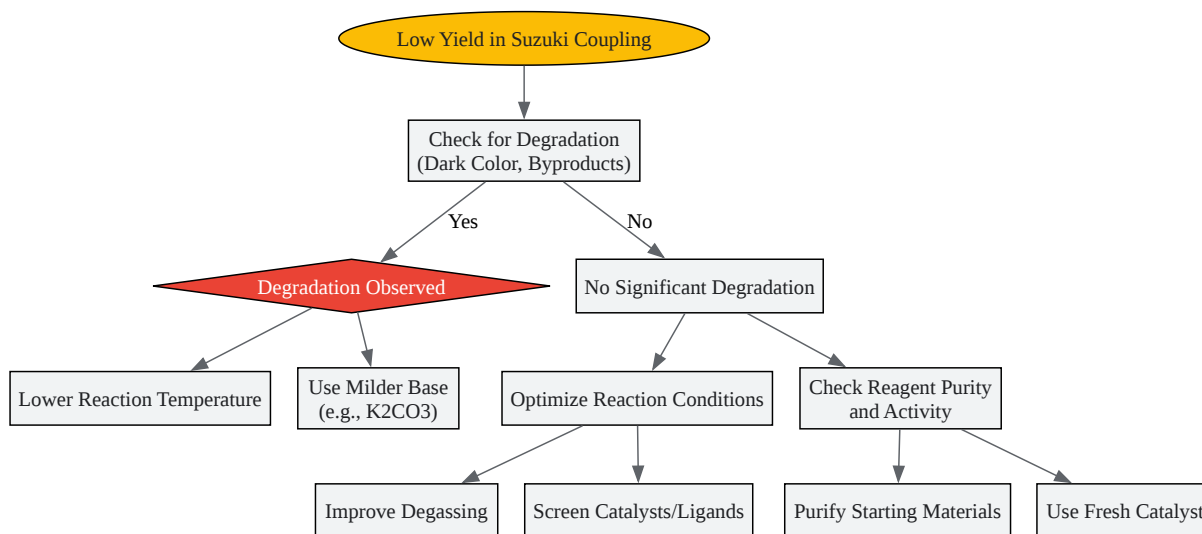 Low Yield in Suzuki Coupling
Check for Degradation
(Dark Color, Byproducts)
Yes
No
Degradation Observed
No Significant Degradation
Lower Reaction Temperature
Use Milder Base
(e.g., K2CO3)
Optimize Reaction Conditions
Check Reagent Purity
and Activity
Improve Degassing
Screen Catalysts/Ligands
Purify Starting Materials
Use Fresh Catalyst